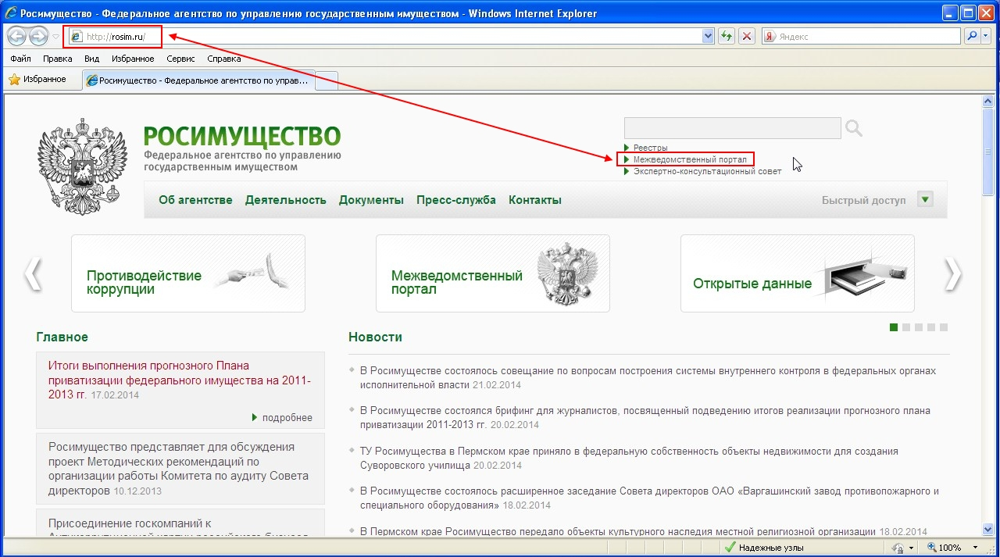 Росимущество - Федеральное агентство по управлению государственным имуществом - Windows Internet Explorer
http://rosim.ru/
Яндекс
Файл Правка Вид Избранное Сервис Справка
Избранное
Росимущество - Федеральное агентство по управ...
РОСИМУЩЕСТВО
Федеральное агентство по управлению
государственным имуществом
Реестры
Межведомственный портал
Экспертно-консультационный совет
Об агентстве Деятельность Документы Пресс-служба Контакты
Быстрый доступ
Противодействие
коррупции
Межведомственный
портал
Открытые данные
Главное
Итоги выполнения прогнозного Плана
приватизации федерального имущества на 2011-
2013 гг. 17.02.2014
подробнее
Росимущество представляет для обсуждения
проект Методических рекомендаций по
организации работы Комитета по аудиту Совета
директоров 10.12.2013
Присоединение госкомпаний к
Антикоррупционной хартии российского бизнеса
Новости
В Росимуществе состоялось совещание по вопросам построения системы внутреннего контроля в федеральных органах
исполнительной власти 21.02.2014
В Росимуществе состоялся брифинг для журналистов, посвященный подведению итогов реализации прогнозного плана
приватизации 2011-2013 гг. 20.02.2014
ТУ Росимущества в Пермском крае приняло в федеральную собственность объекты недвижимости для создания
Суворовского училища 20.02.2014
В Росимуществе состоялось расширенное заседание Совета директоров ОАО «Варгашинский завод противопожарного и
специального оборудования» 18.02.2014
В Пермском крае Росимущество передало объекты культурного наследия местной религиозной организации 18.02.2014
Надежные узлы
100%